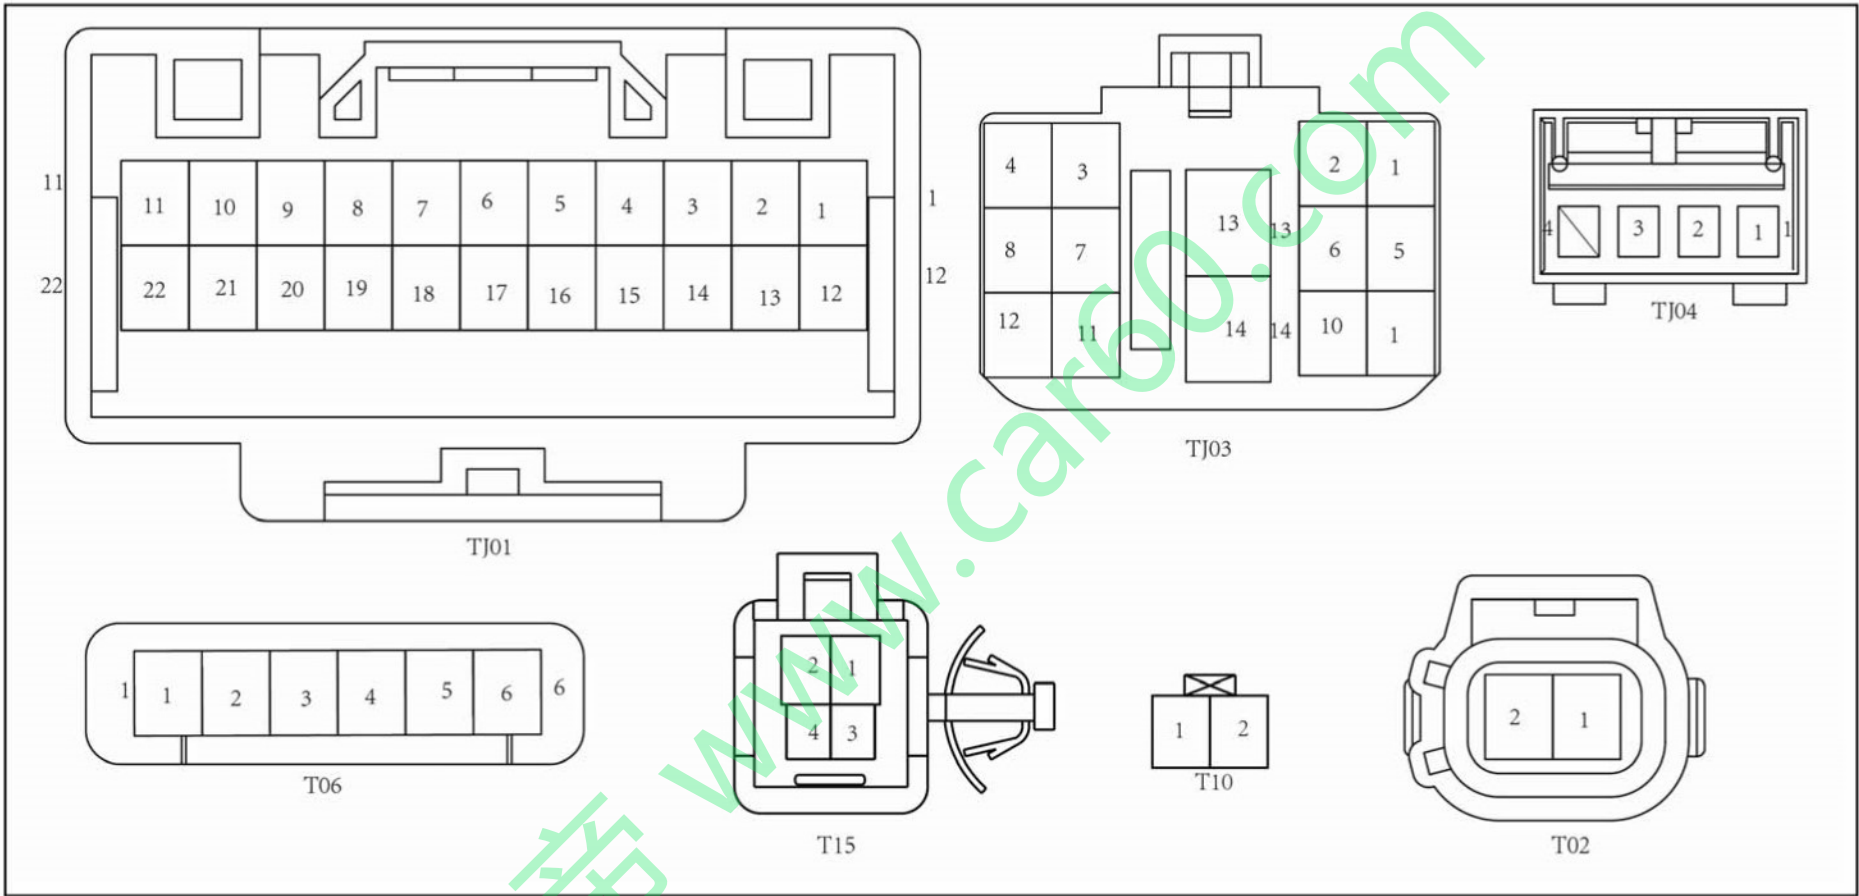 11 11 10 9 8 7 6 5 4 3 2 1 1
22 22 21 20 19 18 17 16 15 14 13 12 12
TJ01
4 3 13 13 2 1
8 7 6 5
12 11 14 14 10 1
TJ03
4 3 2 1 1
TJ04
1 1 2 3 4 5 6 6
T06
2 1
4 3
T15
1 2
T10
2 1
T02
帝 www.car60.com